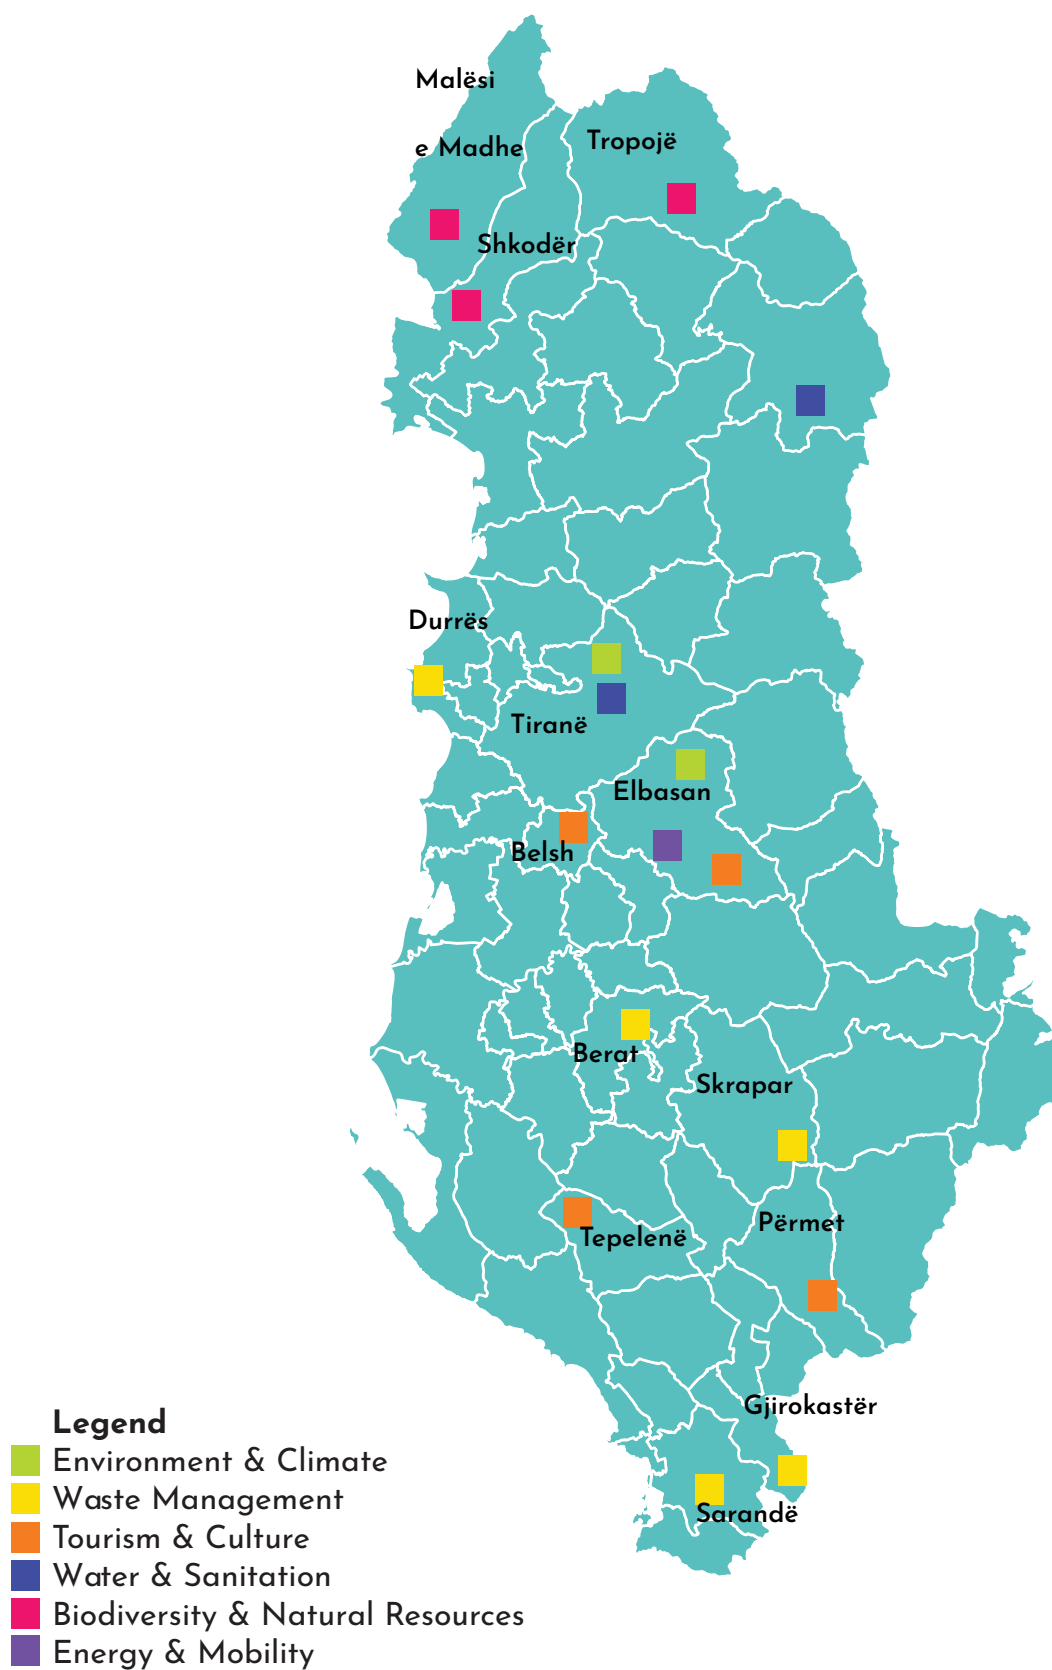 Malësi
e Madhe
Tropojë
Shkodër
Durrës
Tiranë
Elbasan
Belsh
Berat
Skrapar
Përmet
Tepelenë
Gjirokastër
Sarandë
Legend
Environment & Climate
Waste Management
Tourism & Culture
Water & Sanitation
Biodiversity & Natural Resources
Energy & Mobility